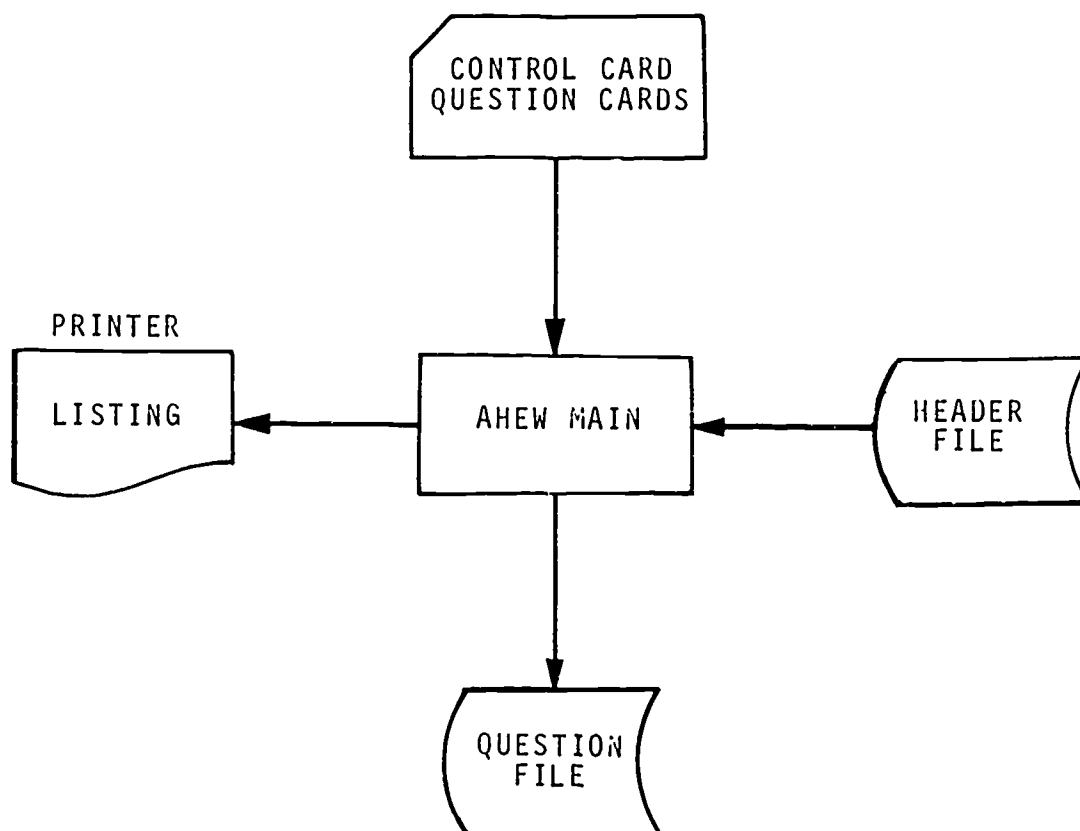 CONTROL CARD
QUESTION CARDS
PRINTER
LISTING
AHEW MAIN
HEADER
FILE
QUESTION
FILE